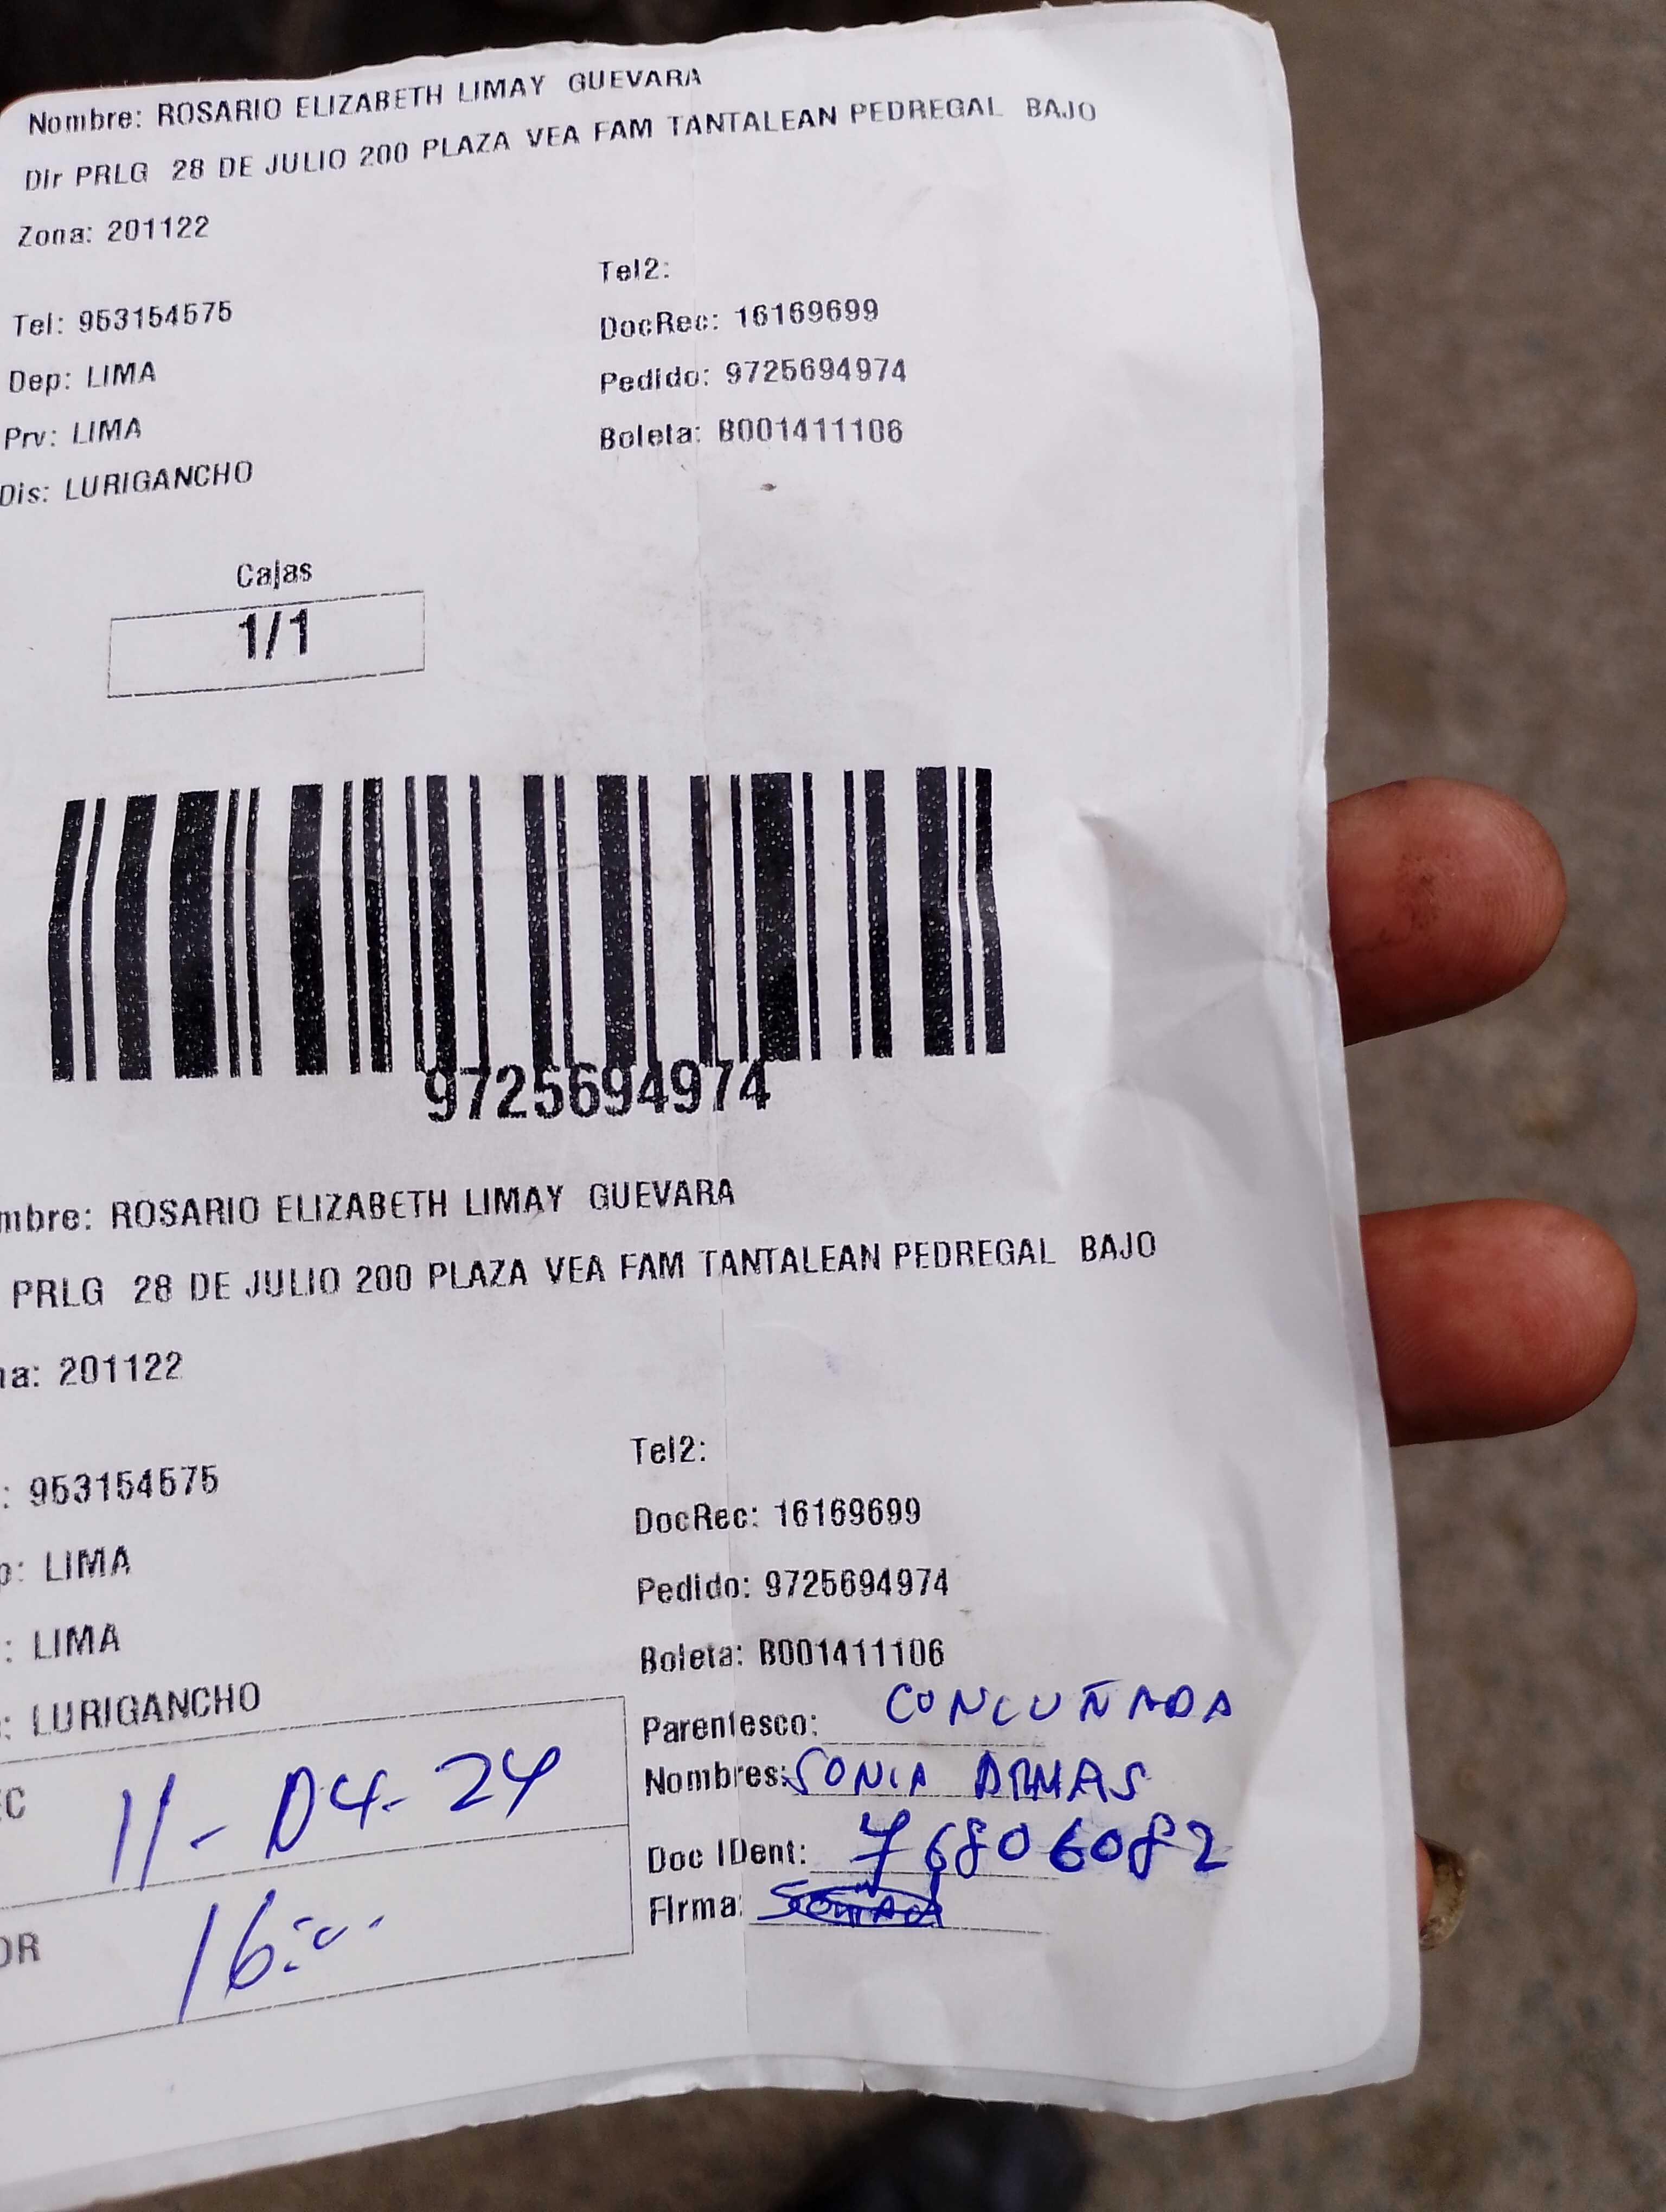 Nombre: ROSARIO ELIZABETH LIMAY GUEVARA
Dir PRLG 28 DE JULIO 200 PLAZA VEA FAM TANTALEAN PEDREGAL BAJO
Zona: 201122
Tel2:
Tel: 953154575 DocRec: 16169699
Dep: LIMA Pedido: 9725694974
Prv: LIMA Boleta: B001411106
Dis: LURIGANCHO
Cajas
1/1
9725694974
mbre: ROSARIO ELIZABETH LIMAY GUEVARA
PRLG 28 DE JULIO 200 PLAZA VEA FAM TANTALEAN PEDREGAL BAJO
na: 201122
Tel2:
: 953154575 DocRec: 16169699
p: LIMA Pedido: 9725694974
: LIMA Boleta: B001411106
: LURIGANCHO
Parentesco: CONCUÑADA
EC 11-04-24 Nombres: SONIA ARMAS
Doc IDent: 76806082
OR 16:00 Firma: